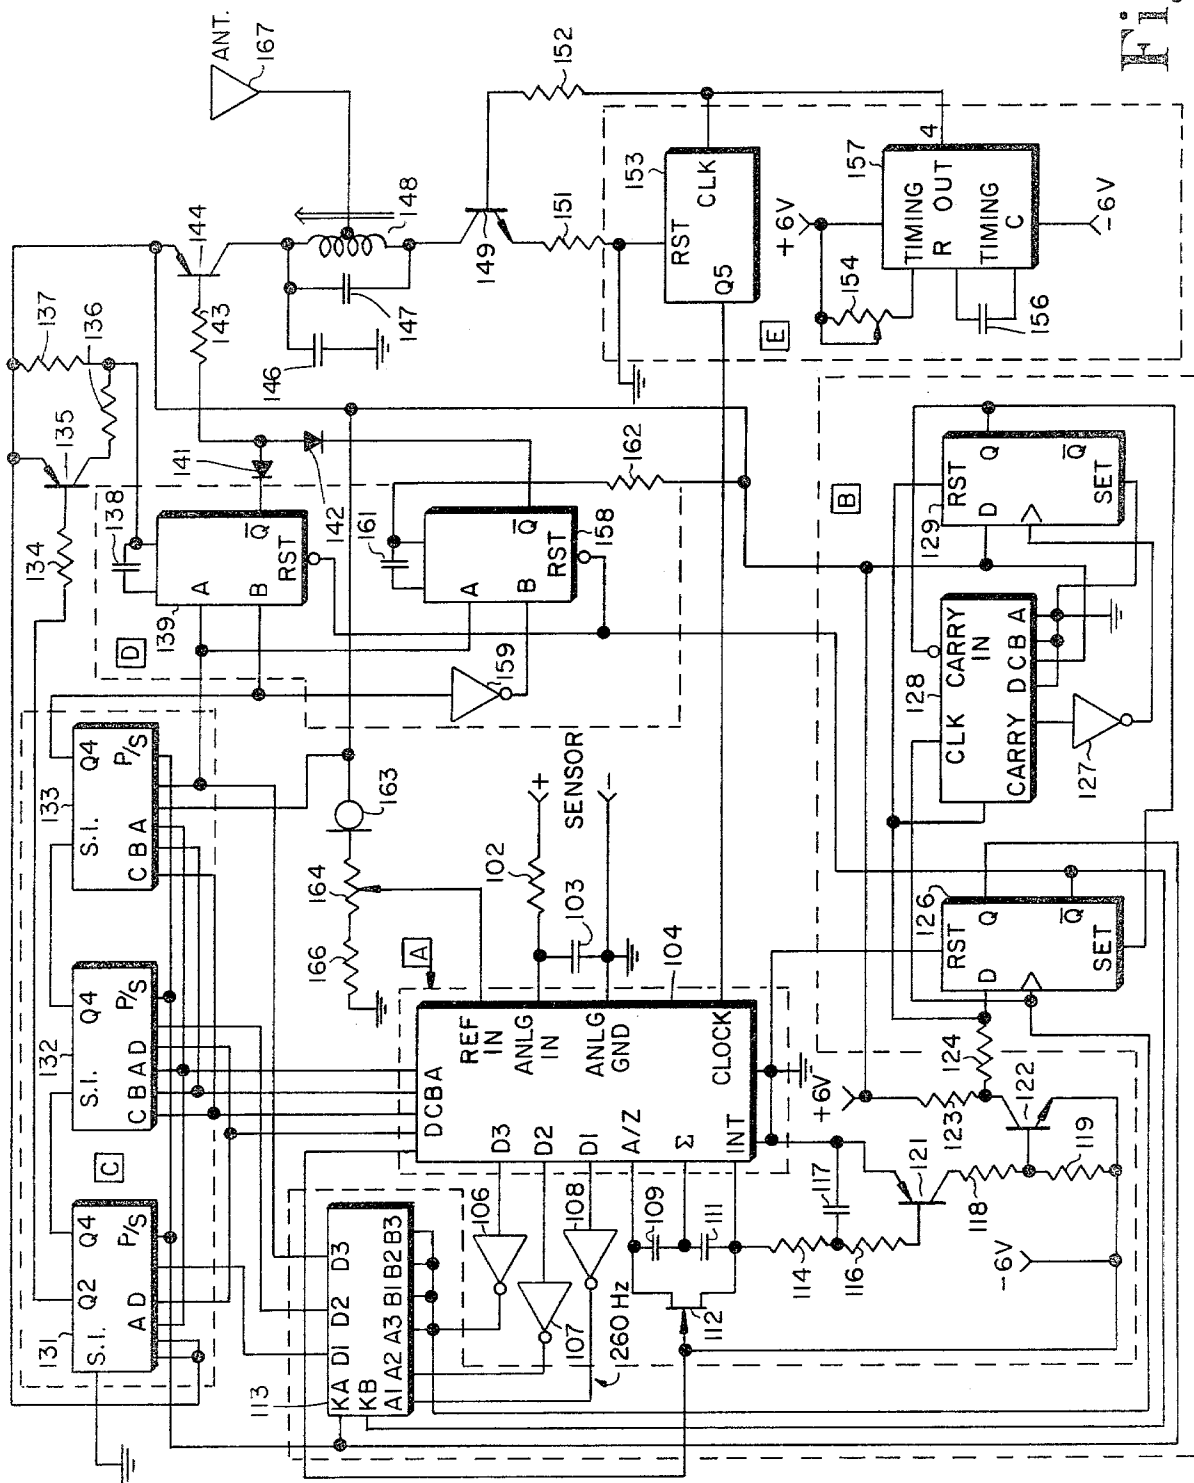 Fi
ANT.
167
152
144
148
137
136
143
147
149
151
153
RST
CLK
Q5
+6V
157
4
154
TIMING
R OUT
TIMING
C
156
-6V
E
146
135
134
138
141
142
162
139
A
B
Q̅
RST
D
161
158
A
B
Q̅
RST
159
B
129
RST
D
Q
Q̅
SET
128
CLK CARRY
IN
CARRY D C B A
127
133
S.I.
Q4
P/S
C B A
163
164
166
SENSOR
+
-
102
103
104
A
126
RST
D
Q
Q̅
SET
132
S.I.
Q4
P/S
C B A D
C
131
S.I.
Q2
Q4
P/S
A D
D C B A
REF
IN
ANLG
IN
ANLG
GND
CLOCK
D3
D2
D1
A/Z
Σ
INT
+6V
124
123
122
119
121
118
117
-6V
113
KA
KB
D1 D2 D3
A1 A2 A3 B1 B2 B3
106
107
108
109
111
112
114
116
260 Hz